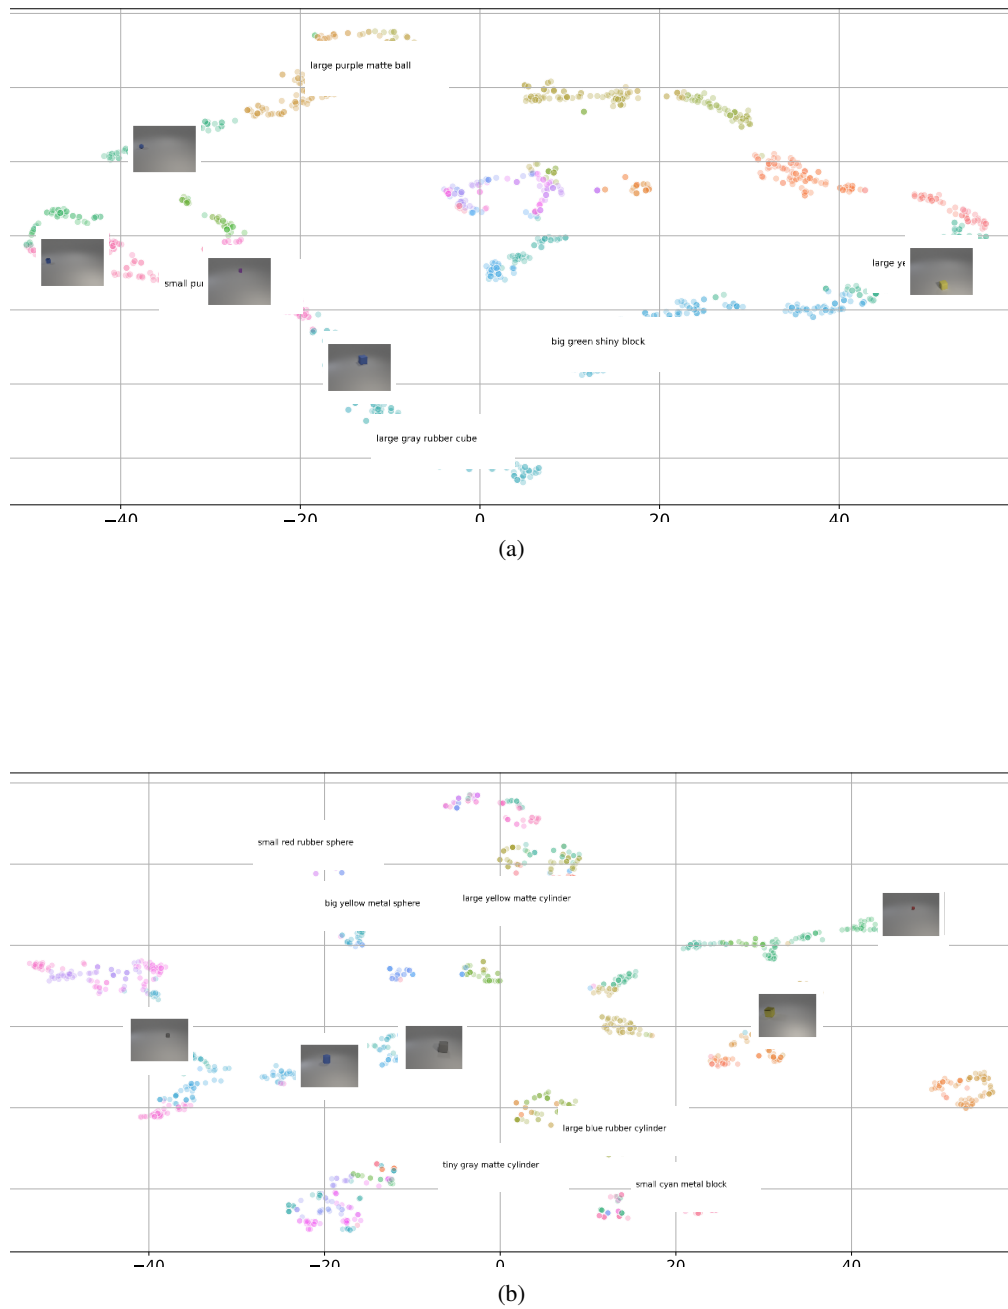 large purple matte ball
large ye
small pu
big green shiny block
large gray rubber cube
−40 −20 0 20 40
(a)
small red rubber sphere
big yellow metal sphere
large yellow matte cylinder
large blue rubber cylinder
tiny gray matte cylinder
small cyan metal block
−40 −20 0 20 40
(b)